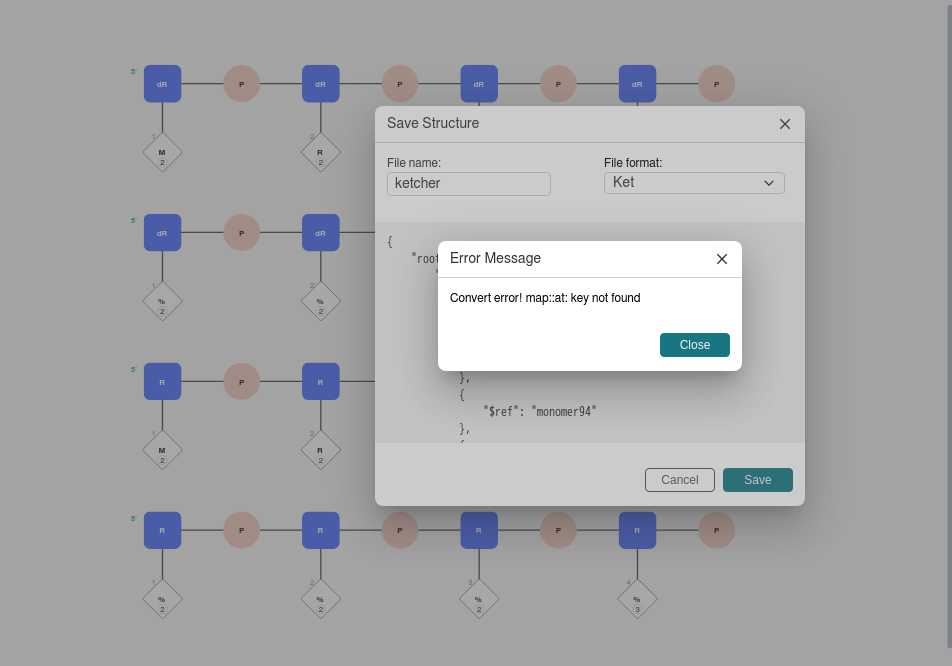 5' dR P dR P dR P dR P
1 2
M R
2 2
Save Structure
File name: File format:
ketcher Ket
5' dR P dR
1 2
% %
2 2
{
"root
Error Message
Convert error! map::at: key not found
Close
5' R P R
1 2
M R
2 2
},
{
"$ref": "monomer94"
},
Cancel Save
5' R P R P R P R P
1 2 3 4
% % % %
2 2 2 3